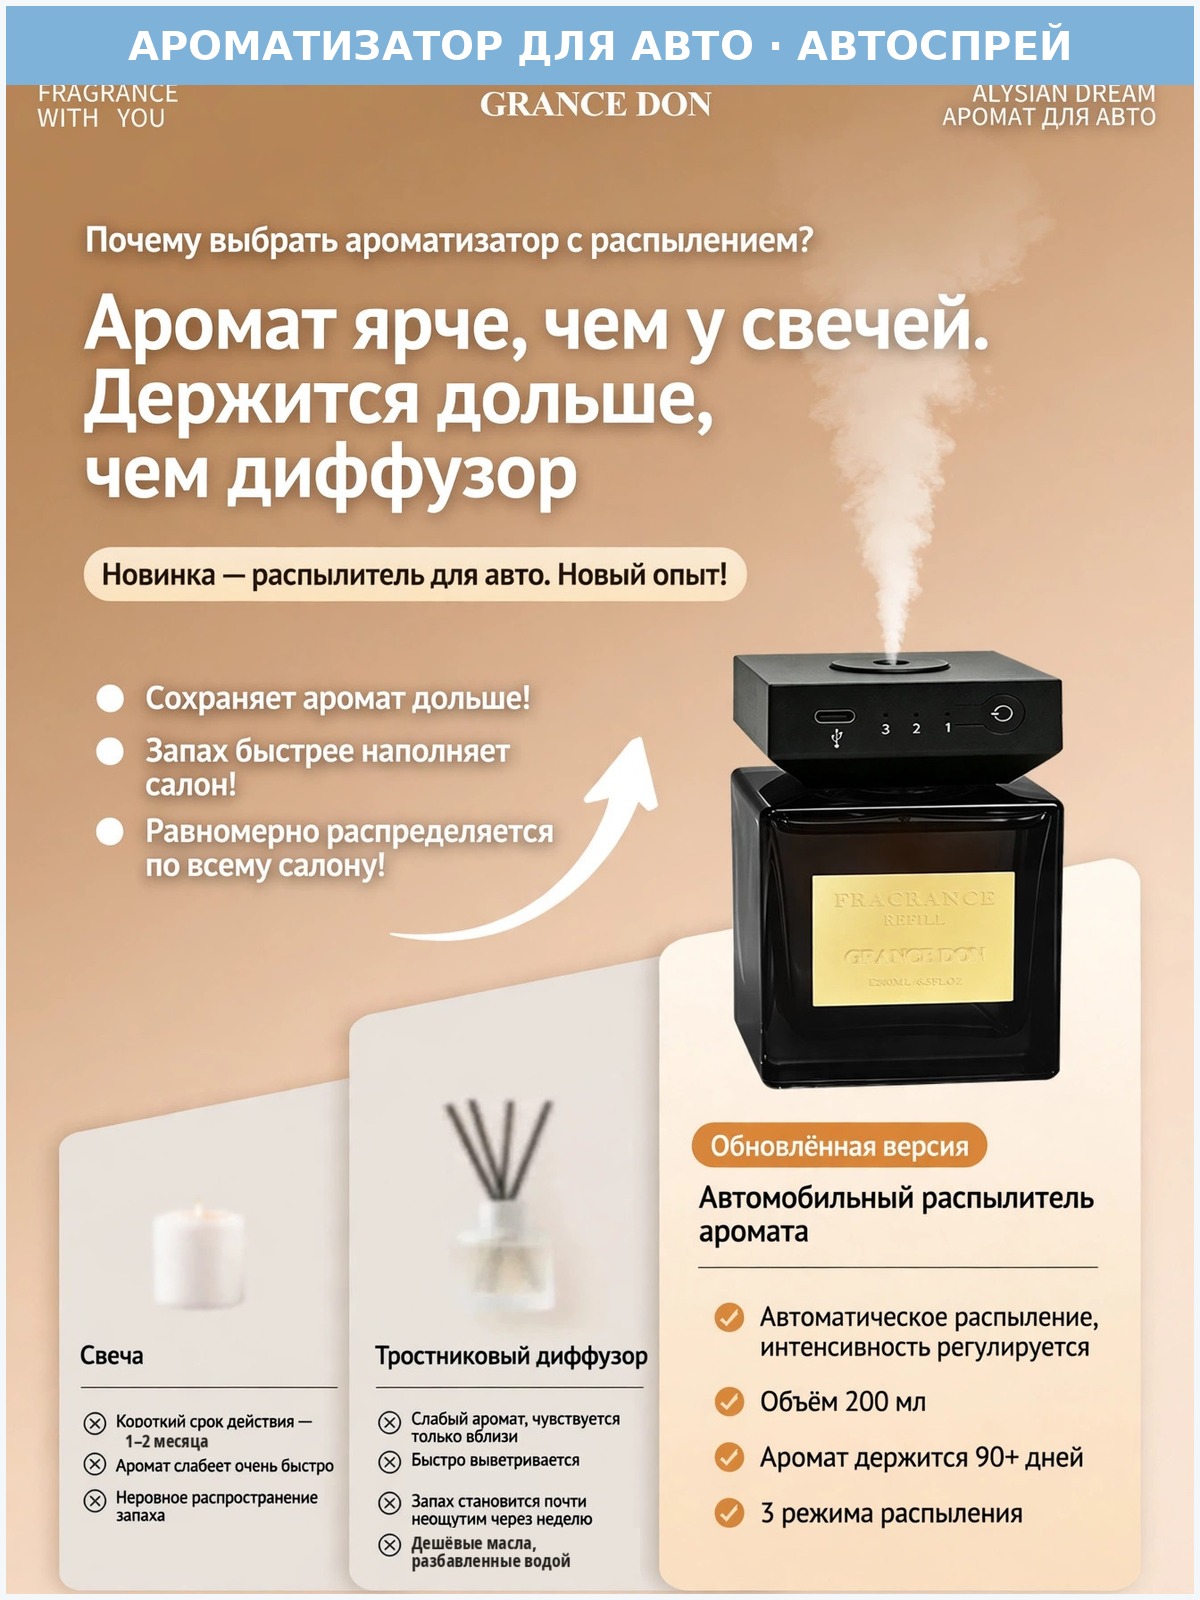 АРОМАТИЗАТОР ДЛЯ АВТО · АВТОСПРЕЙ
FRAGRANCE
WITH YOU
GRANCE DON
ALYSIAN DREAM
АРОМАТ ДЛЯ АВТО
Почему выбрать ароматизатор с распылением?
Аромат ярче, чем у свечей.
Держится дольше,
чем диффузор
Новинка — распылитель для авто. Новый опыт!
Сохраняет аромат дольше!
Запах быстрее наполняет
салон!
Равномерно распределяется
по всему салону!
3 2 1
FRAGRANCE
REFILL
GRANCE DON
E200ML/6.5FLOZ
Обновлённая версия
Автомобильный распылитель
аромата
Автоматическое распыление,
интенсивность регулируется
Объём 200 мл
Аромат держится 90+ дней
3 режима распыления
Тростниковый диффузор
Слабый аромат, чувствуется
только вблизи
Быстро выветривается
Запах становится почти
неощутим через неделю
Дешёвые масла,
разбавленные водой
Свеча
Короткий срок действия —
1–2 месяца
Аромат слабеет очень быстро
Неровное распространение
запаха